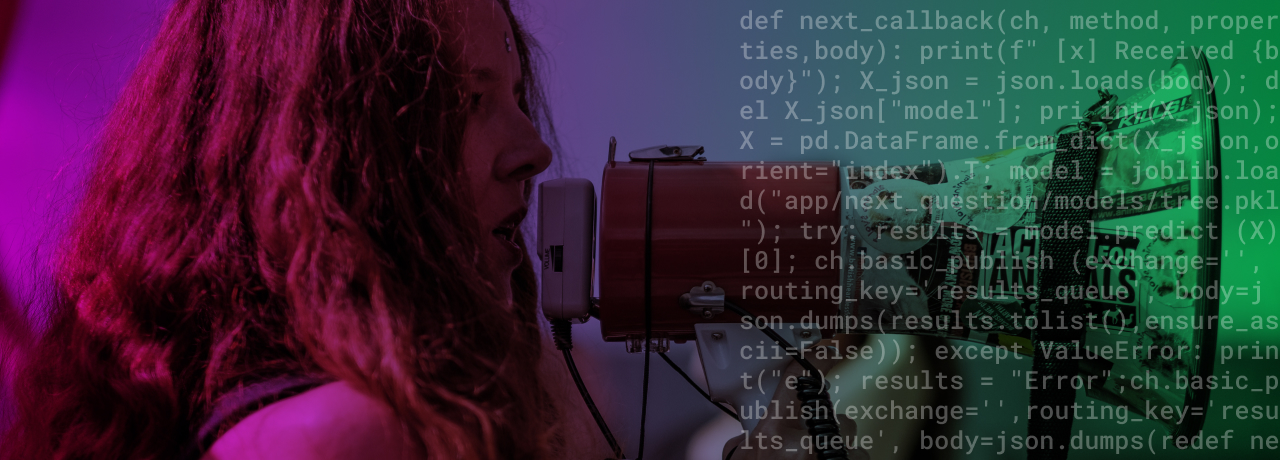 def next_callback(ch, method, proper
ties,body): print(f" [x] Received {b
ody}"); X_json = json.loads(body); d
el X_json["model"]; pri int(X_json);
X = pd.DataFrame.from_dict(X_json,o
rient="index").T; model = joblib.loa
d("app/next_question/models/tree.pkl
"); try: results = model.predict (X)
[0]; ch.basic_publish (exchange='',
routing_key= results_queue', body=j
son.dumps(results.tolist() ensure_as
cii=False)); except ValueError: prin
t("e"); results = "Error";ch.basic_p
ublish(exchange='',routing_key= resu
lts_queue', body=json.dumps(redef ne
VOLUME